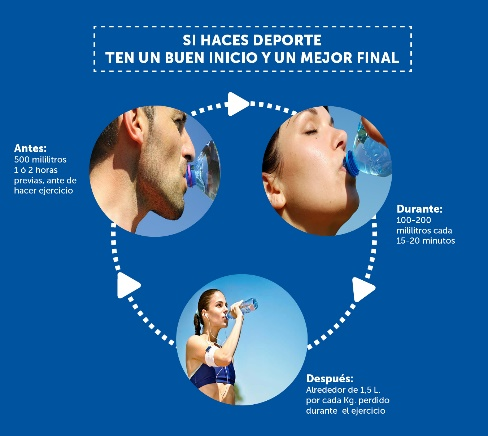 SI HACES DEPORTE
TEN UN BUEN INICIO Y UN MEJOR FINAL
Antes:
500 mililitros
1 ó 2 horas
previas, ante de
hacer ejercicio
Durante:
100-200
mililitros cada
15-20 minutos
Después:
Alrededor de 1,5 L.
por cada Kg. perdido
durante el ejercicio